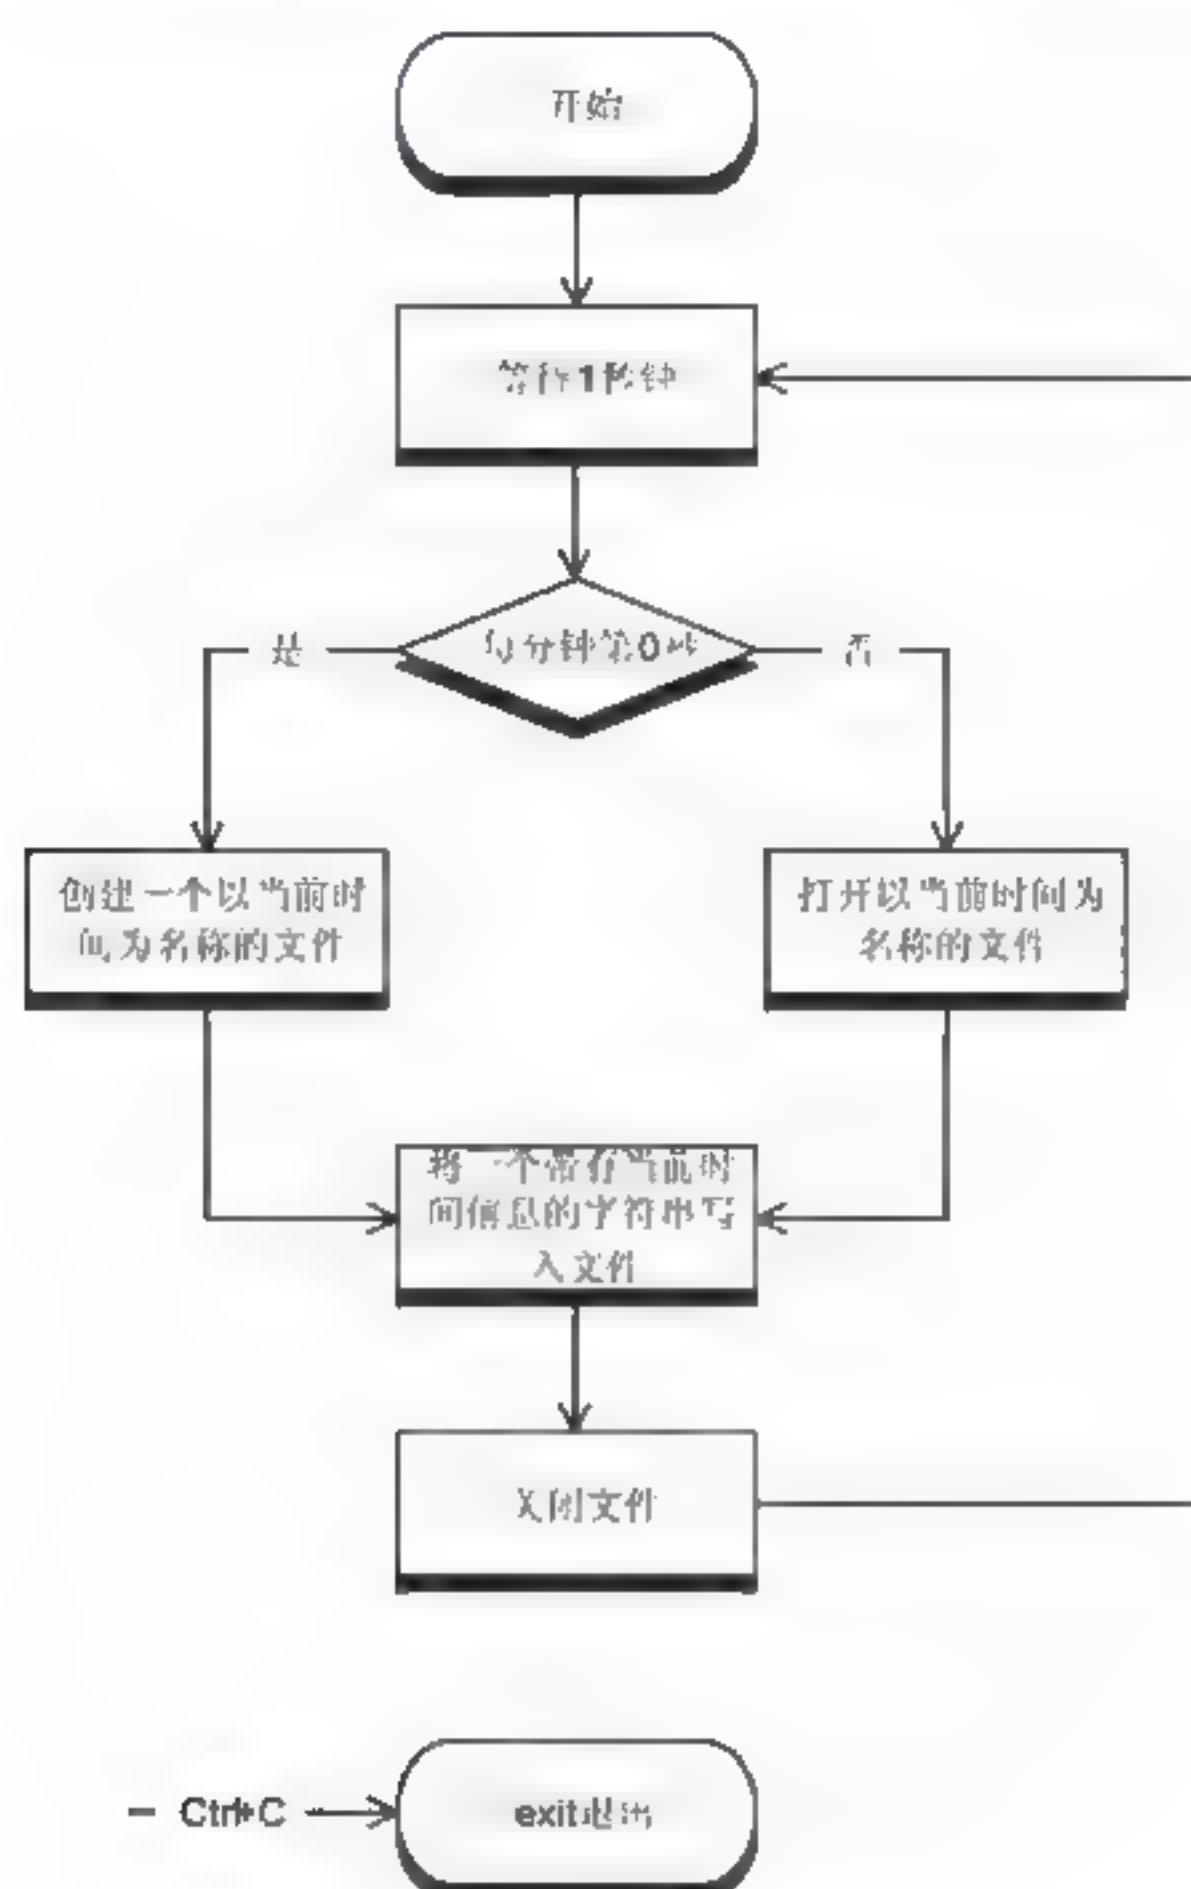 开始
等待1秒钟
每分钟第0秒
是
否
创建一个以当前时
间为名称的文件
打开以当前时间为
名称的文件
将一个带有当前时
间信息的字符串写
入文件
关闭文件
Ctrl+C
exit退出